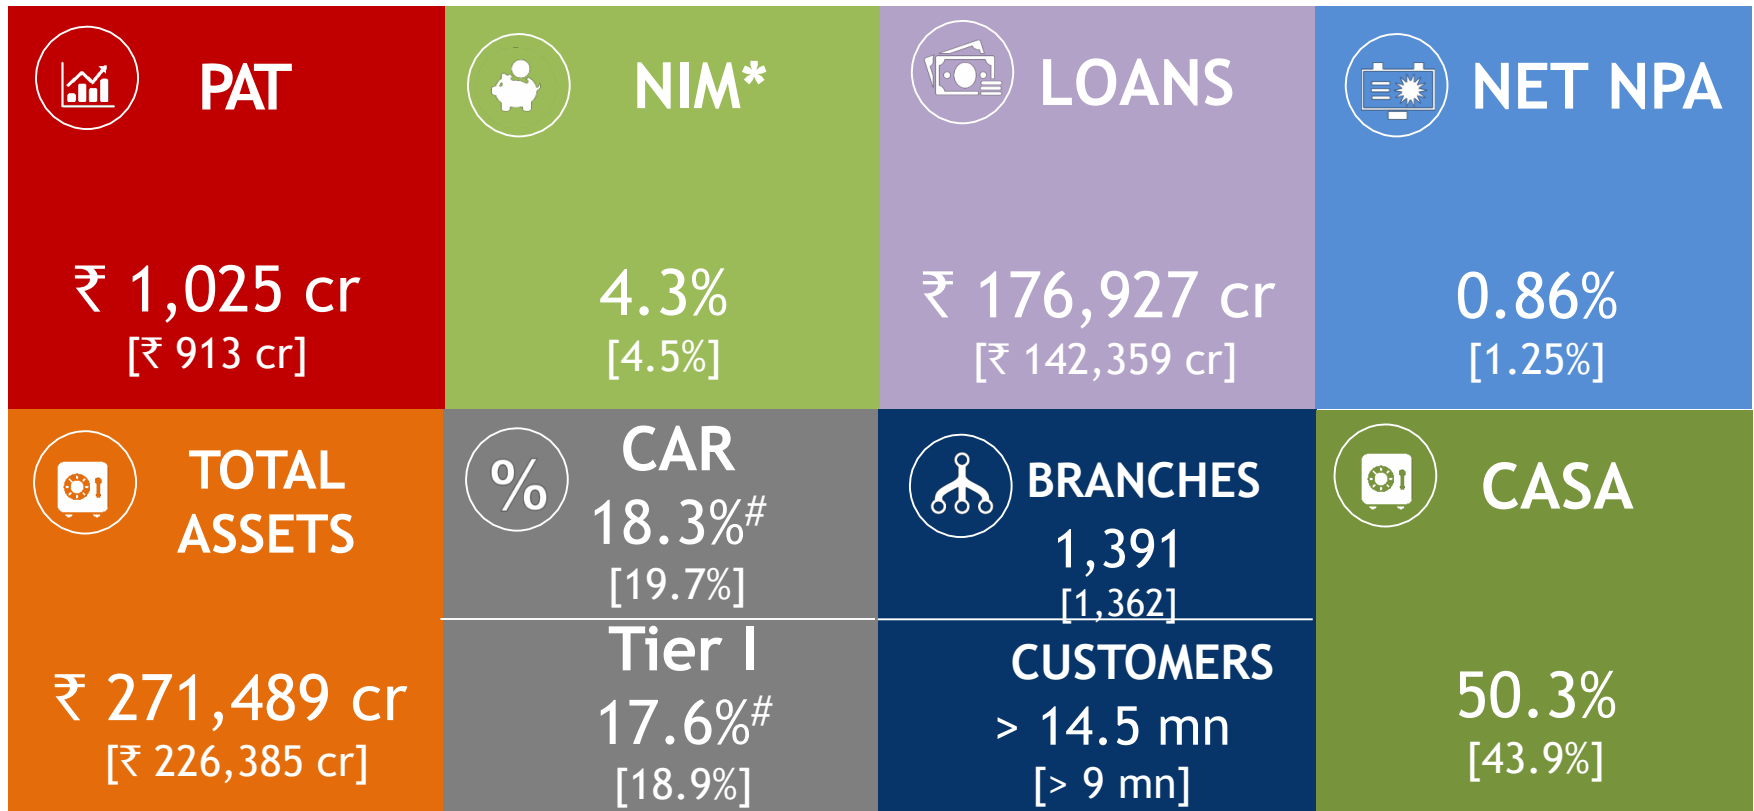 PAT
₹ 1,025 cr
[₹ 913 cr]
NIM*
4.3%
[4.5%]
LOANS
₹ 176,927 cr
[₹ 142,359 cr]
NET NPA
0.86%
[1.25%]
TOTAL
ASSETS
₹ 271,489 cr
[₹ 226,385 cr]
%
CAR
18.3%#
[19.7%]
Tier I
17.6%#
[18.9%]
BRANCHES
1,391
[1,362]
CUSTOMERS
> 14.5 mn
[> 9 mn]
CASA
50.3%
[43.9%]